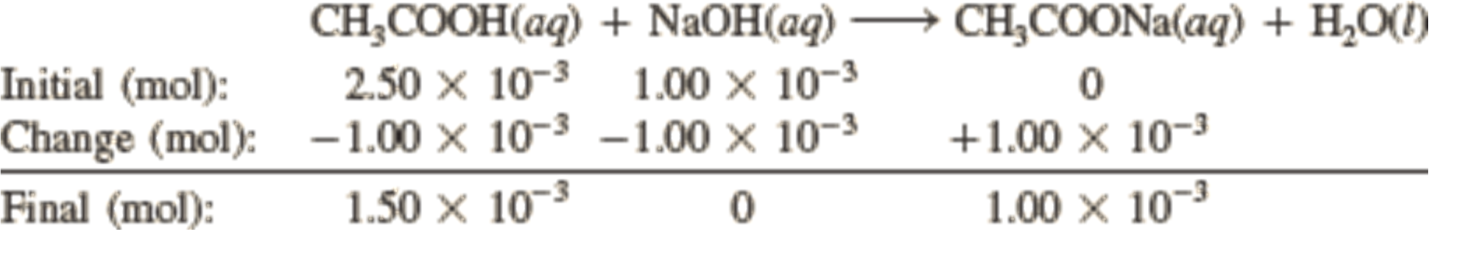 CH₃COOH(aq) + NaOH(aq) ⟶ CH₃COONa(aq) + H₂O(l)
Initial (mol): 2.50 × 10⁻³ 1.00 × 10⁻³ 0
Change (mol): −1.00 × 10⁻³ −1.00 × 10⁻³ +1.00 × 10⁻³
Final (mol): 1.50 × 10⁻³ 0 1.00 × 10⁻³